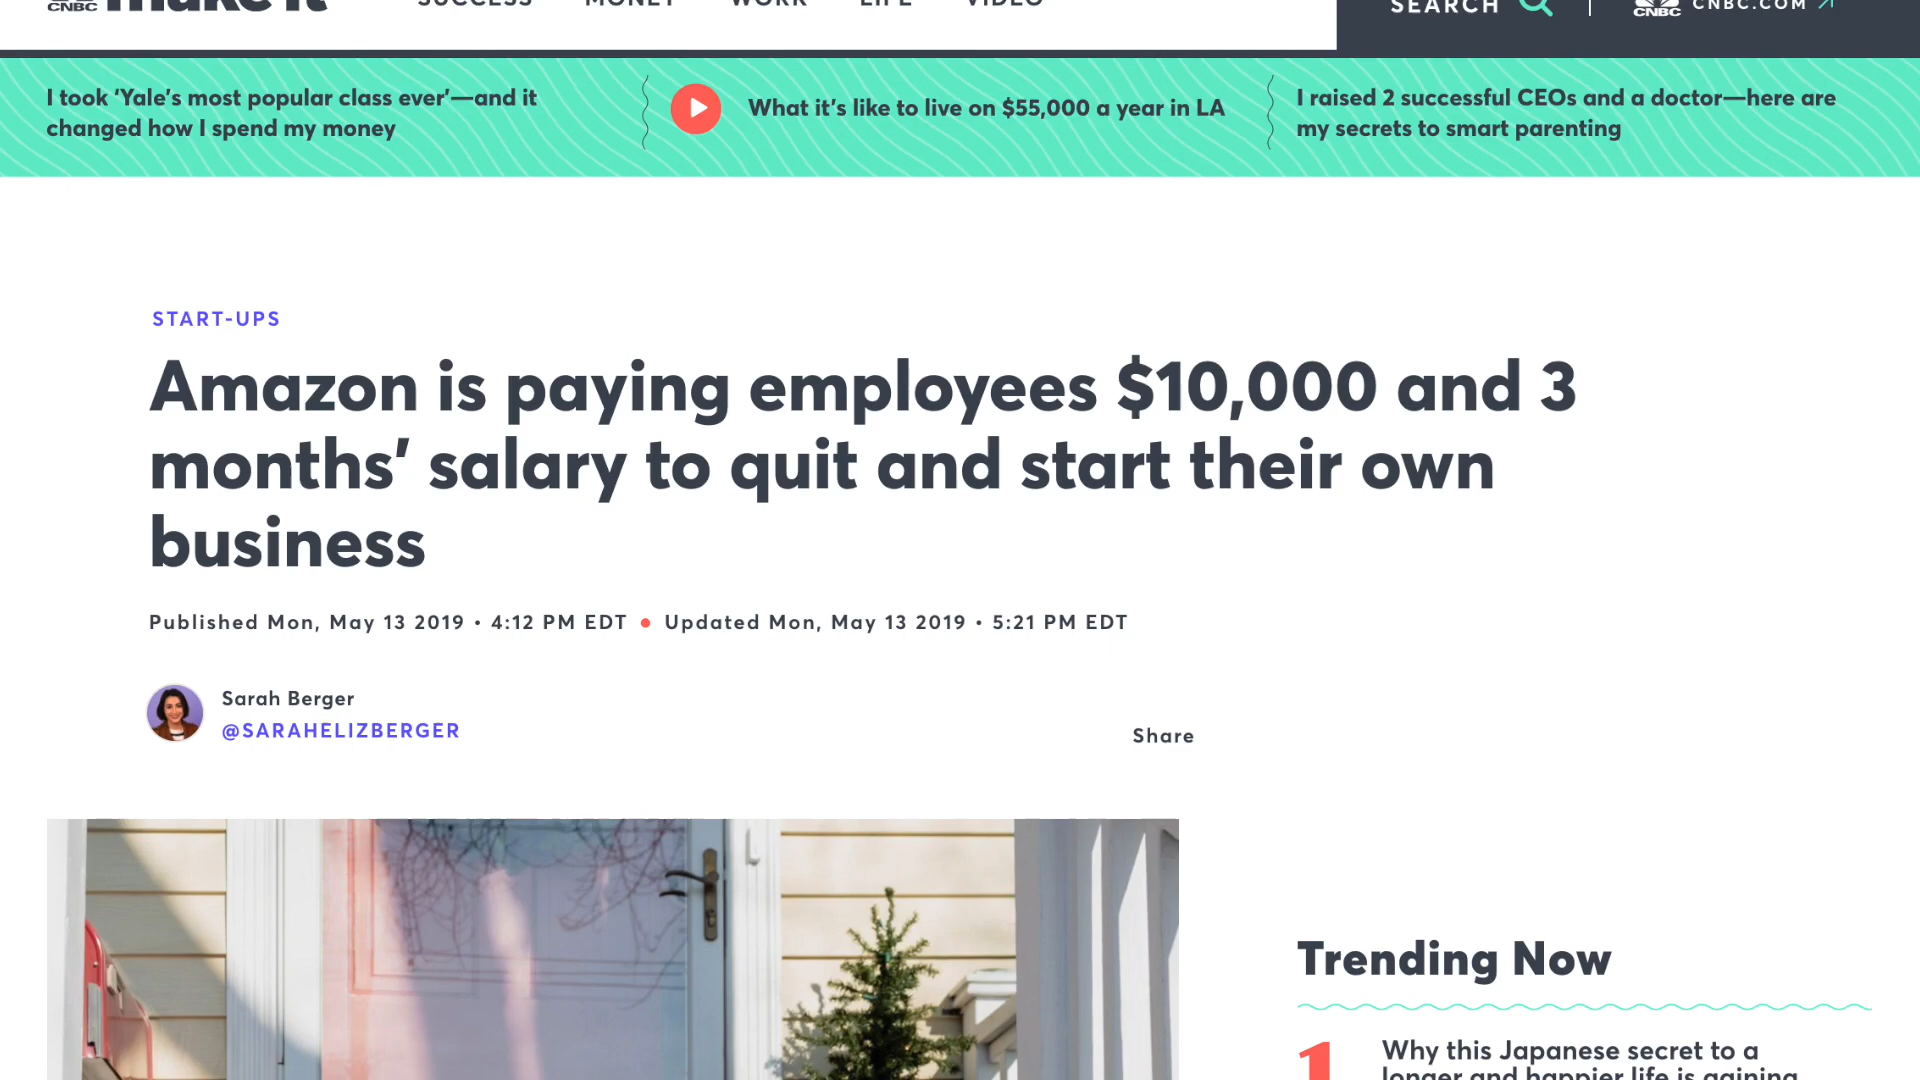 CNBC make it SUCCESS MONEY WORK LIFE VIDEO SEARCH CNBC CNBC.COM
I took ‘Yale’s most popular class ever’—and it
changed how I spend my money
What it’s like to live on $55,000 a year in LA
I raised 2 successful CEOs and a doctor—here are
my secrets to smart parenting
START-UPS
Amazon is paying employees $10,000 and 3
months’ salary to quit and start their own
business
Published Mon, May 13 2019 • 4:12 PM EDT • Updated Mon, May 13 2019 • 5:21 PM EDT
Sarah Berger
@SARAHELIZBERGER
Share
Trending Now
1
Why this Japanese secret to a
longer and happier life is gaining